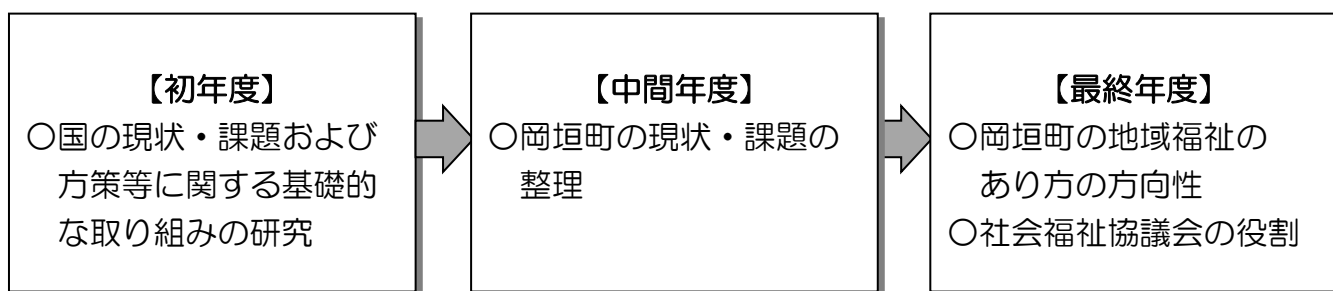 【初年度】
〇国の現状・課題および
方策等に関する基礎的
な取り組みの研究
【中間年度】
〇岡垣町の現状・課題の
整理
【最終年度】
〇岡垣町の地域福祉の
あり方の方向性
〇社会福祉協議会の役割